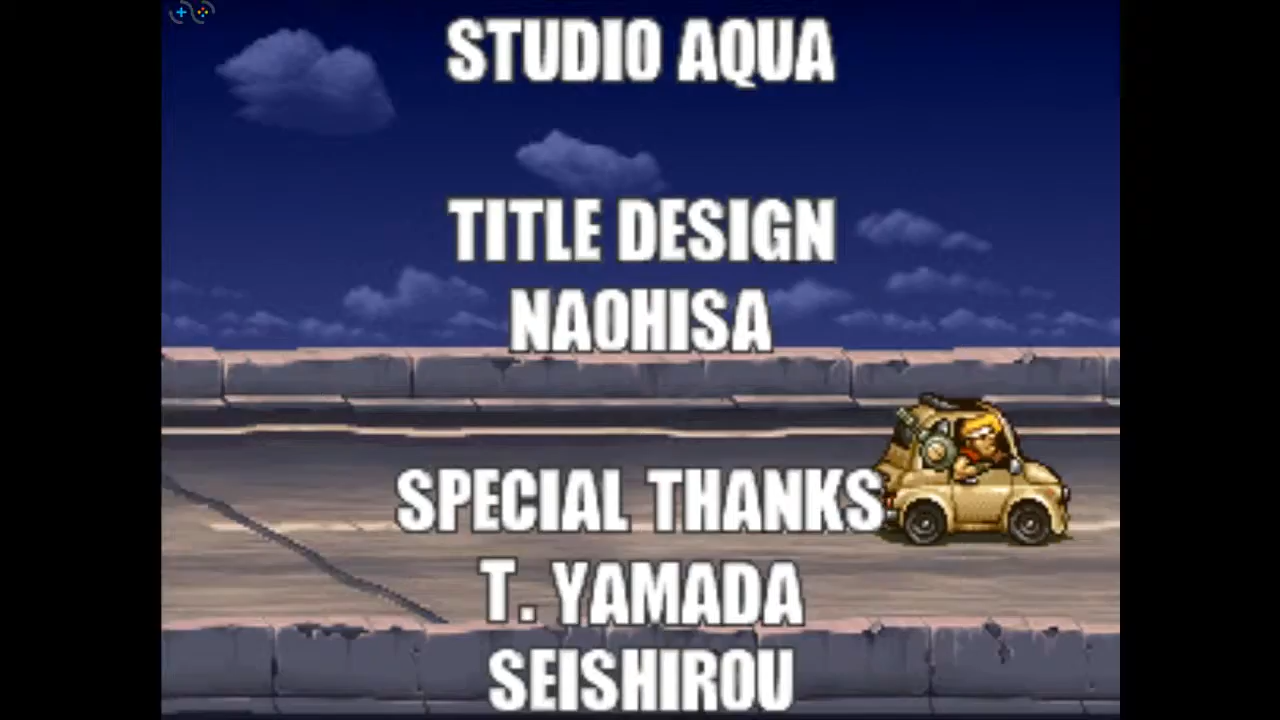 STUDIO AQUA
TITLE DESIGN
NAOHISA
SPECIAL THANKS
T. YAMADA
SEISHIROU